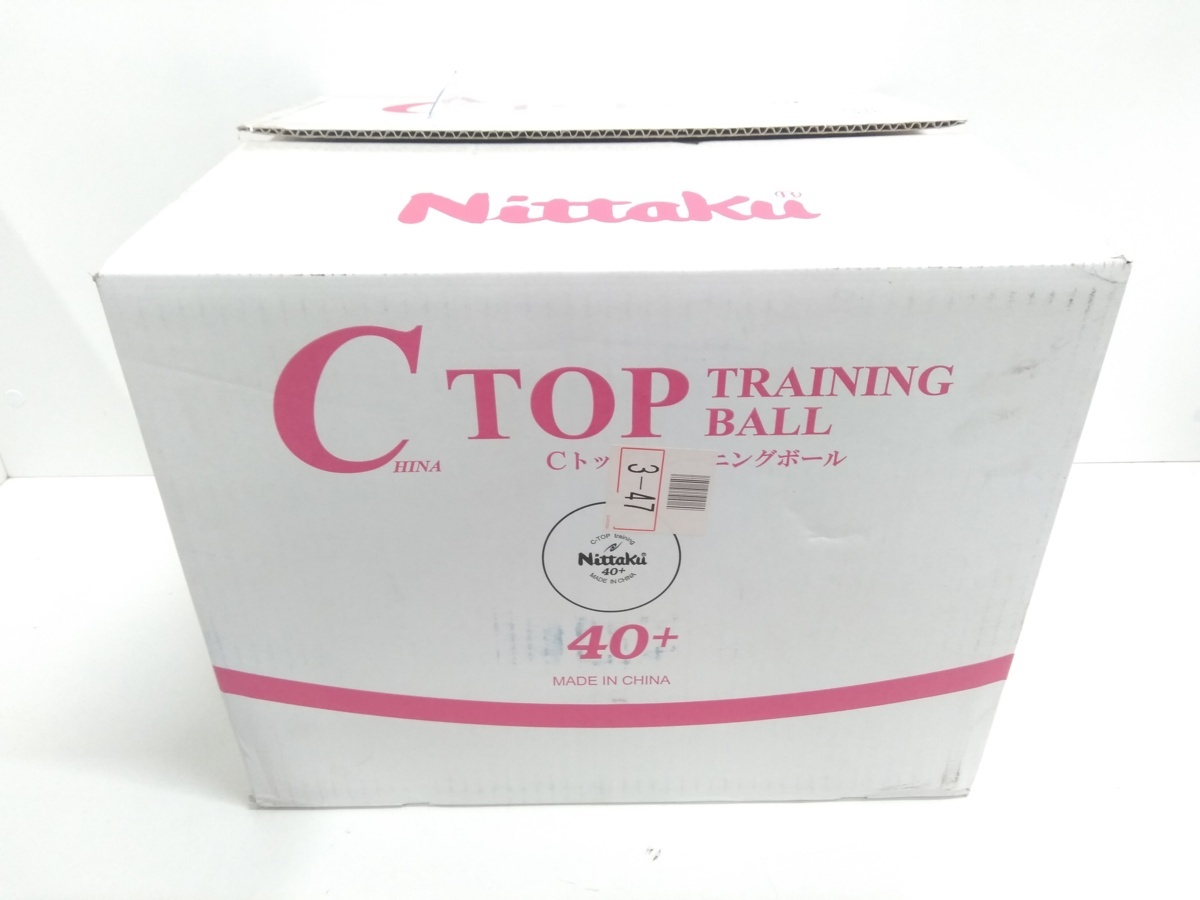 Nittaku
CHINA TOP TRAINING BALL
Cトッ ニングボール
3-47
C-TOP training
Nittaku
40+
MADE IN CHINA
40+
MADE IN CHINA